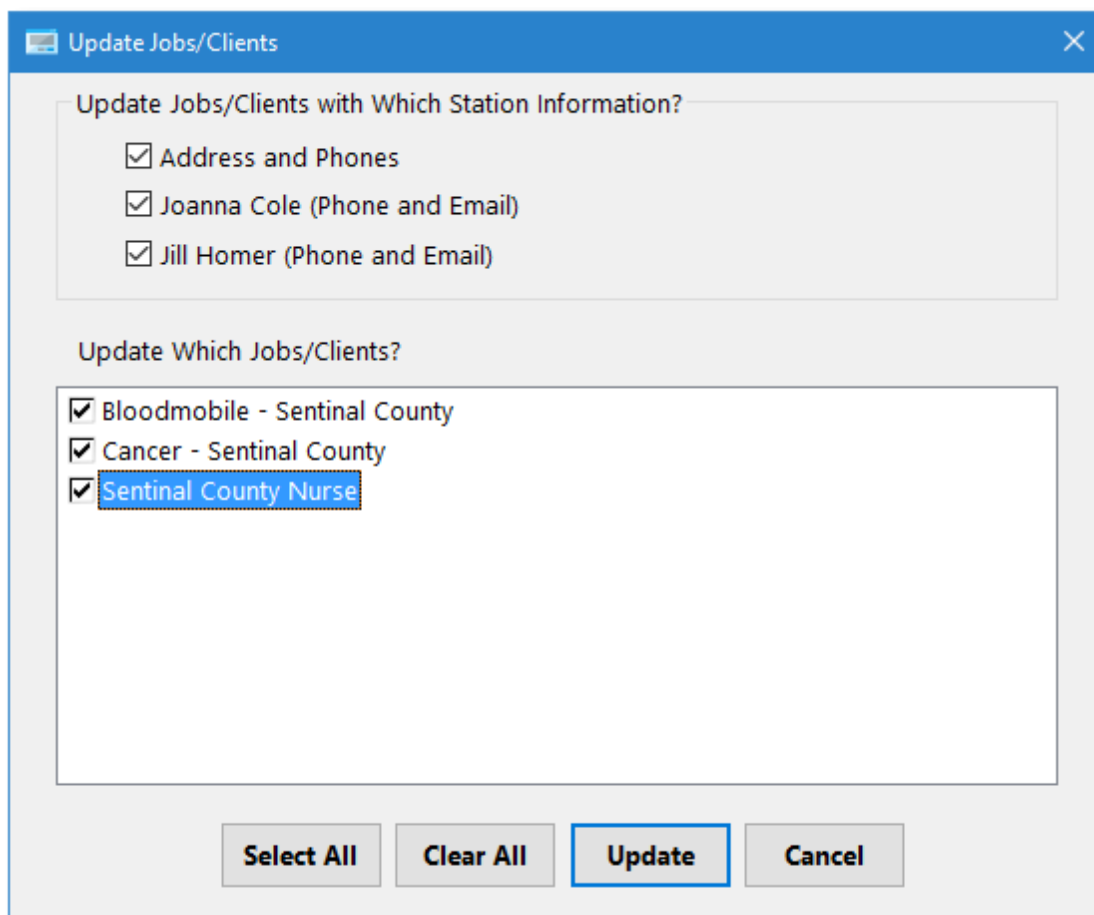 Update Jobs/Clients
Update Jobs/Clients with Which Station Information?
Address and Phones
Joanna Cole (Phone and Email)
Jill Homer (Phone and Email)
Update Which Jobs/Clients?
Bloodmobile - Sentinal County
Cancer - Sentinal County
Sentinal County Nurse
Select All Clear All Update Cancel